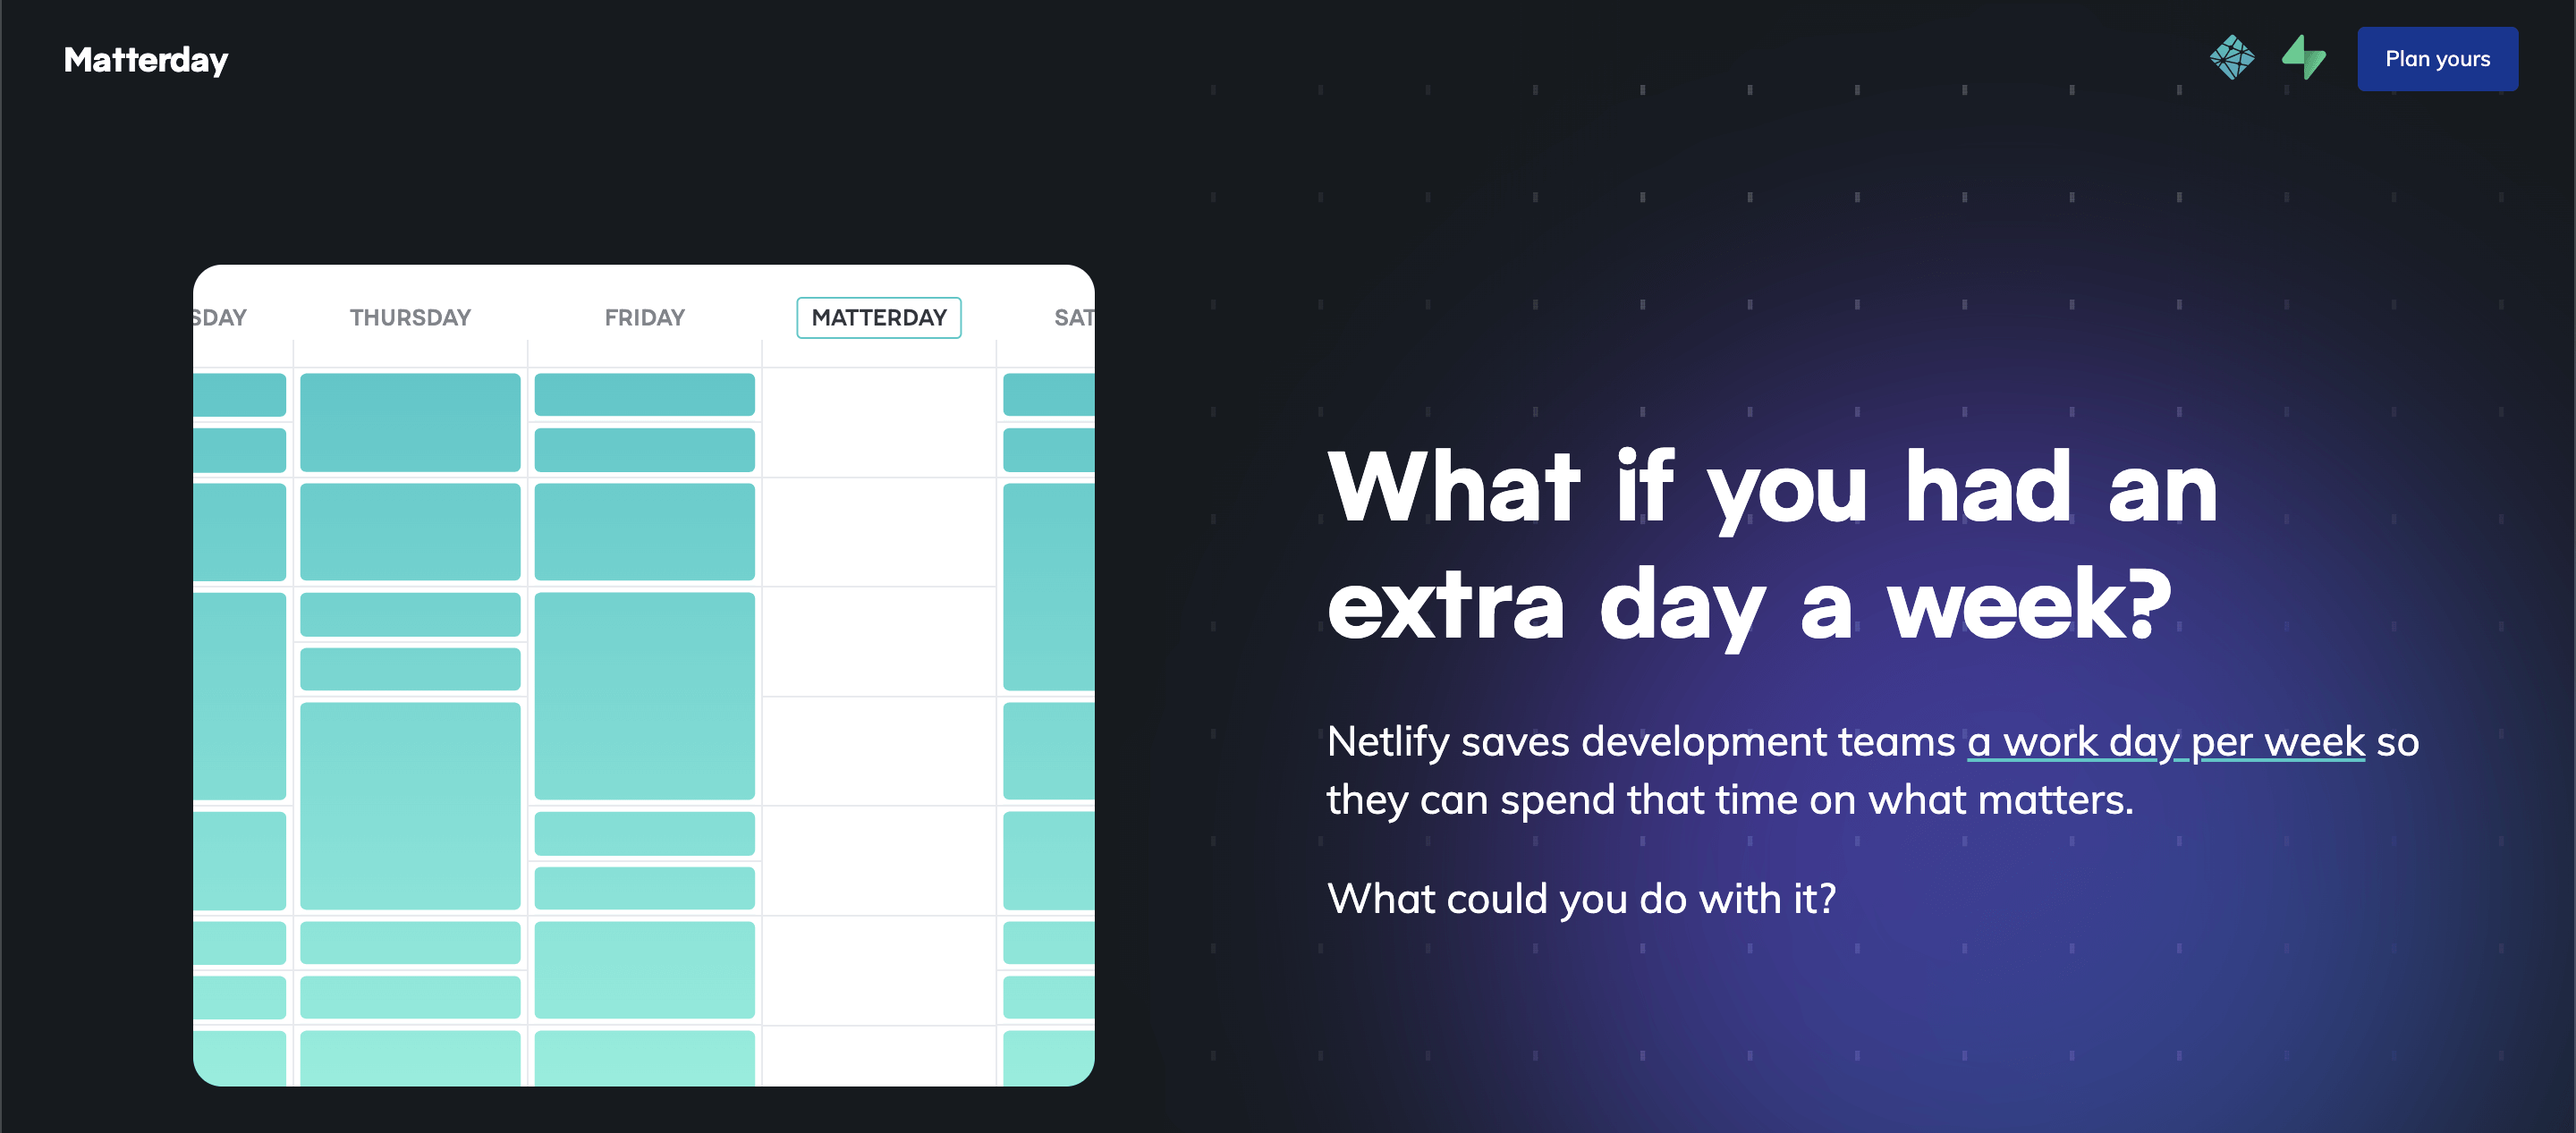 Matterday
Plan yours
SDAY
THURSDAY
FRIDAY
MATTERDAY
SAT
What if you had an
extra day a week?
Netlify saves development teams a work day per week so
they can spend that time on what matters.
What could you do with it?